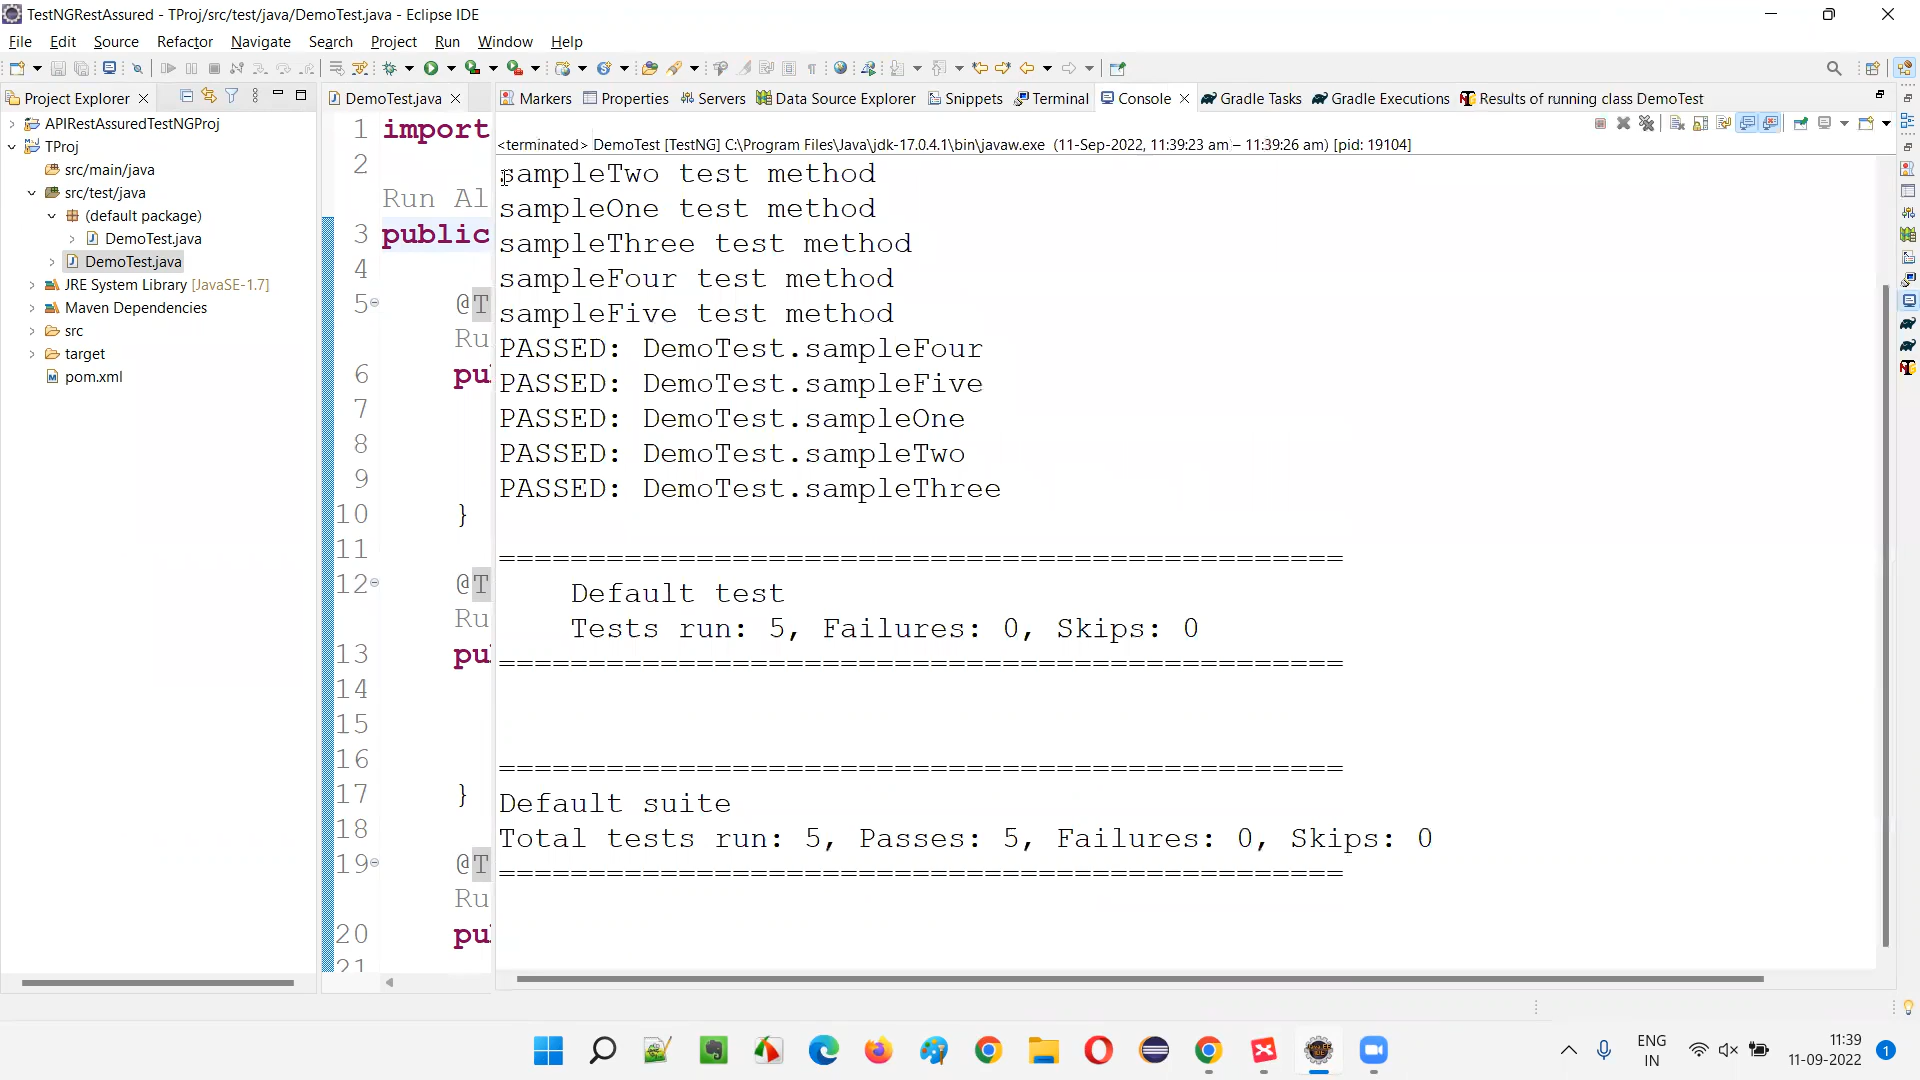 TestNGRestAssured - TProj/src/test/java/DemoTest.java - Eclipse IDE
File Edit Source Refactor Navigate Search Project Run Window Help
Project Explorer
APIRestAssuredTestNGProj
TProj
src/main/java
src/test/java
(default package)
DemoTest.java
DemoTest.java
JRE System Library [JavaSE-1.7]
Maven Dependencies
src
target
pom.xml
DemoTest.java
1 import
2
Run Al
3 public
4
5 @T
Ru
6 pu
7
8
9
10 }
11
12 @T
Ru
13 pu
14
15
16
17 }
18
19 @T
Ru
20 pu
21
Markers Properties Servers Data Source Explorer Snippets Terminal Console Gradle Tasks Gradle Executions Results of running class DemoTest
<terminated> DemoTest [TestNG] C:\Program Files\Java\jdk-17.0.4.1\bin\javaw.exe (11-Sep-2022, 11:39:23 am – 11:39:26 am) [pid: 19104]
sampleTwo test method
sampleOne test method
sampleThree test method
sampleFour test method
sampleFive test method
PASSED: DemoTest.sampleFour
PASSED: DemoTest.sampleFive
PASSED: DemoTest.sampleOne
PASSED: DemoTest.sampleTwo
PASSED: DemoTest.sampleThree
===============================================
Default test
Tests run: 5, Failures: 0, Skips: 0
===============================================
===============================================
Default suite
Total tests run: 5, Passes: 5, Failures: 0, Skips: 0
===============================================
ENG
IN
11:39
11-09-2022
1